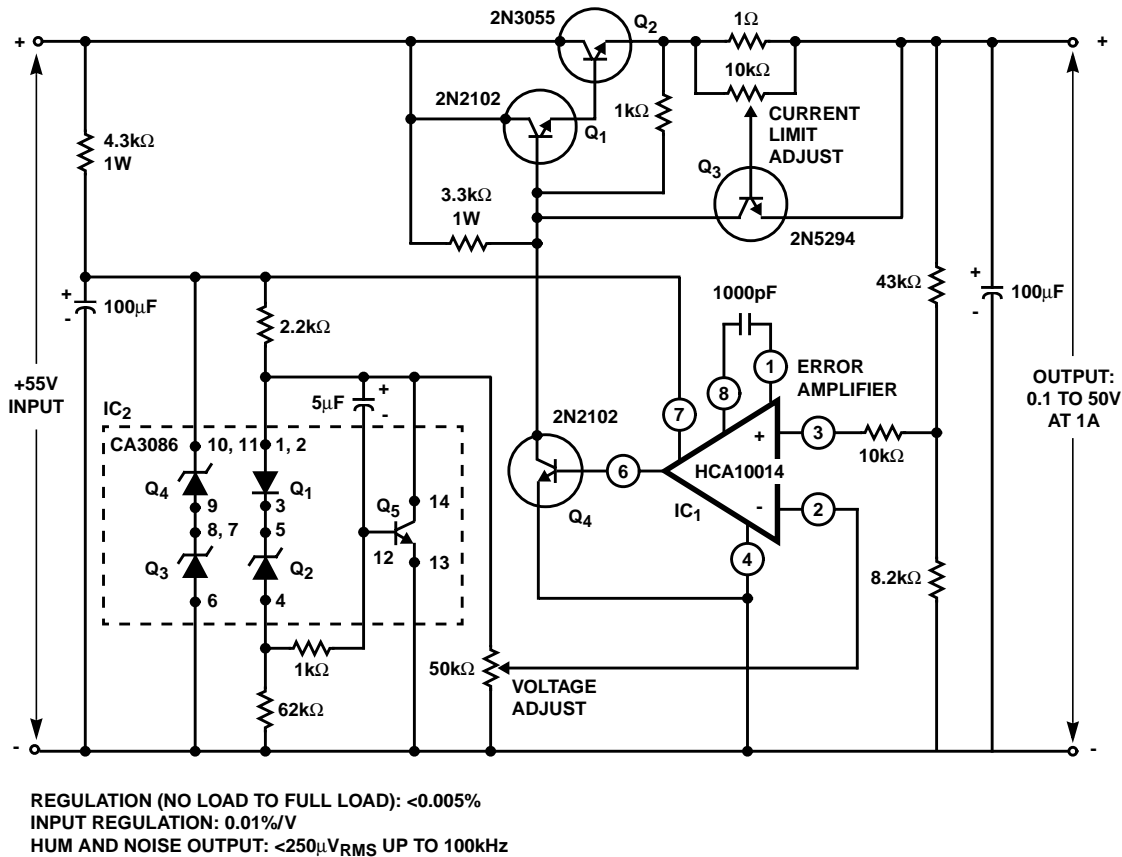 2N3055
Q2
1Ω
+
+
10kΩ
2N2102
Q1
1kΩ
CURRENT
LIMIT
ADJUST
4.3kΩ
1W
Q3
3.3kΩ
1W
2N5294
43kΩ
+
-
100μF
+
-
100μF
1000pF
2.2kΩ
1
ERROR
AMPLIFIER
8
+55V
INPUT
OUTPUT:
0.1 TO 50V
AT 1A
5μF
+
-
7
IC2
2N2102
CA3086
10, 11
1, 2
+
3
10kΩ
6
HCA10014
Q4
Q1
14
9
3
Q5
-
2
8, 7
5
IC1
Q4
12
13
Q3
Q2
4
6
4
8.2kΩ
1kΩ
50kΩ
VOLTAGE
ADJUST
62kΩ
-
-
REGULATION (NO LOAD TO FULL LOAD): <0.005%
INPUT REGULATION: 0.01%/V
HUM AND NOISE OUTPUT: <250μVRMS UP TO 100kHz